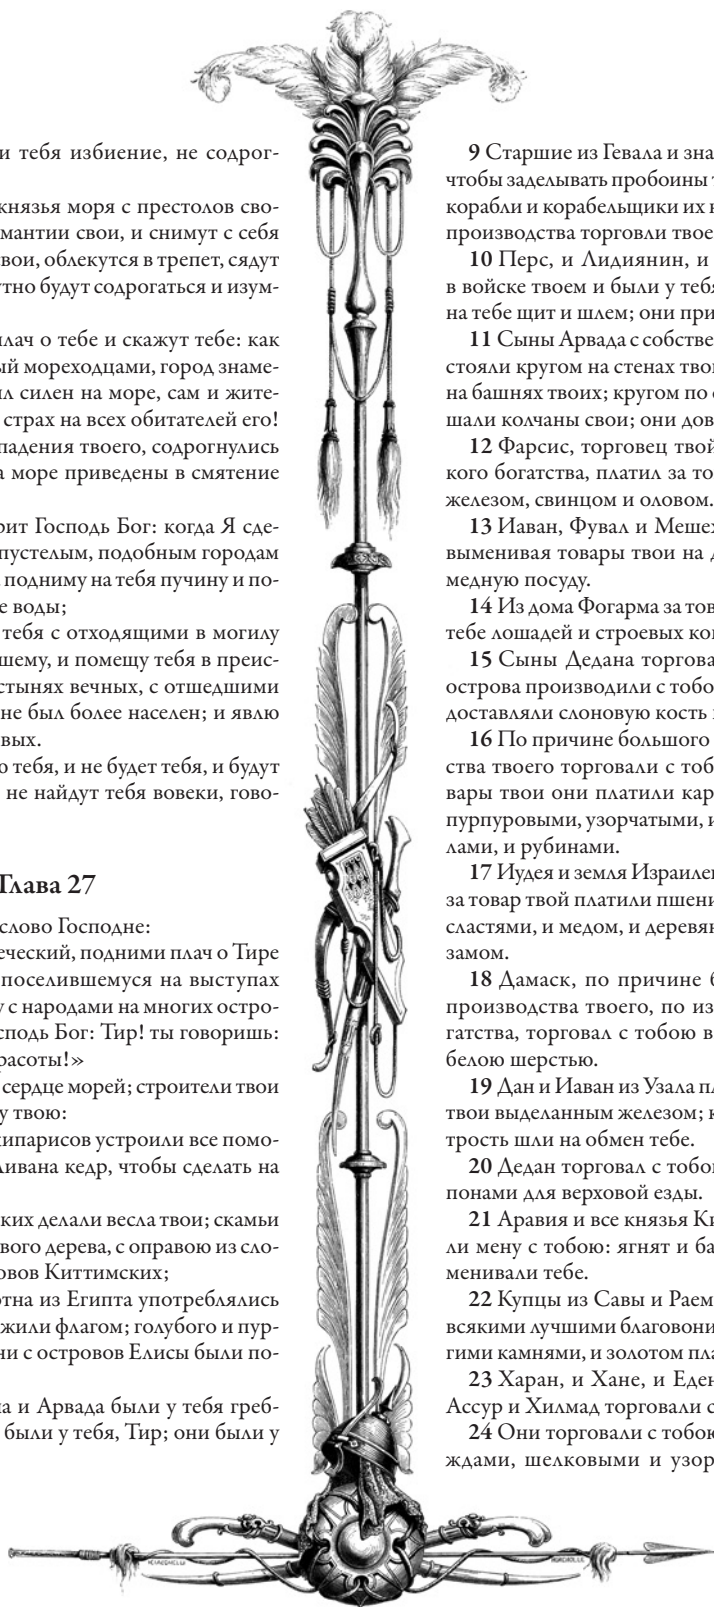 и тебя избиение, не содрог-
князья моря с престолов сво-
мантии свои, и снимут с себя
свои, облекутся в трепет, сядут
утно будут содрогаться и изум-
плач о тебе и скажут тебе: как
ый мореходцами, город знаме-
ыл силен на море, сам и жите-
страх на всех обитателей его!
падения твоего, содрогнулись
а море приведены в смятение
рит Господь Бог: когда Я сде-
пустелым, подобным городам
подниму на тебя пучину и по-
е воды;
тебя с отходящими в могилу
шему, и помещу тебя в преис-
стынях вечных, с отшедшими
не был более населен; и явлю
вых.
ю тебя, и не будет тебя, и будут
не найдут тебя вовеки, гово-
Глава 27
слово Господне:
еческий, подними плач о Тире
поселившемуся на выступах
у с народами на многих остро-
сподь Бог: Тир! ты говоришь:
расоты!»
сердце морей; строители твои
у твою:
кипарисов устроили все помо-
ливана кедр, чтобы сделать на
ких делали весла твои; скамьи
вого дерева, с оправою из сло-
овов Киттимских;
отна из Египта употреблялись
жили флагом; голубого и пур-
ни с островов Елисы были по-
на и Арвада были у тебя греб-
были у тебя, Тир; они были у
9 Старшие из Гевала и зна
чтобы заделывать пробоины т
корабли и корабельщики их
производства торговли твое
10 Перс, и Лидиянин, и
в войске твоем и были у тебя
на тебе щит и шлем; они при
11 Сыны Арвада с собстве
стояли кругом на стенах тво
на башнях твоих; кругом по
шали колчаны свои; они дов
12 Фарсис, торговец твой
кого богатства, платил за то
железом, свинцом и оловом.
13 Иаван, Фувал и Мешех
выменивая товары твои на
медную посуду.
14 Из дома Фогарма за тов
тебе лошадей и строевых ко
15 Сыны Дедана торгова
острова производили с тобо
доставляли слоновую кость
16 По причине большого
ства твоего торговали с тоб
вары твои они платили кар
пурпуровыми, узорчатыми,
лами, и рубинами.
17 Иудея и земля Израилев
за товар твой платили пшени
сластями, и медом, и деревян
замом.
18 Дамаск, по причине б
производства твоего, по из
гатства, торговал с тобою в
белою шерстью.
19 Дан и Иаван из Узала пл
твои выделанным железом; к
трость шли на обмен тебе.
20 Дедан торговал с тобо
понами для верховой езды.
21 Аравия и все князья Ки
ли мену с тобою: ягнят и ба
менивали тебе.
22 Купцы из Савы и Раем
всякими лучшими благовони
гими камнями, и золотом пла
23 Харан, и Хане, и Еден
Ассур и Хилмад торговали с
24 Они торговали с тобою
ждами, шелковыми и узор